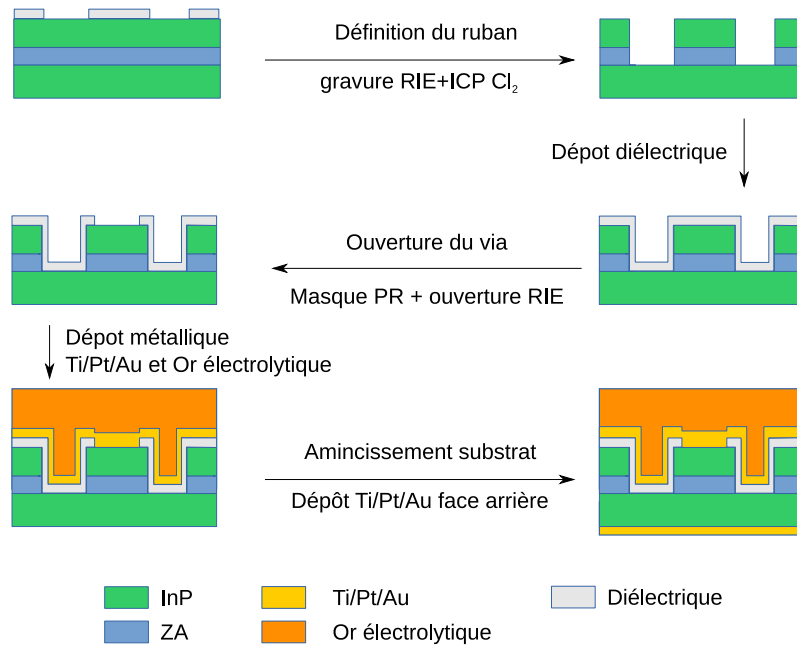 Définition du ruban
gravure RIE+ICP Cl₂
Dépot diélectrique
Ouverture du via
Masque PR + ouverture RIE
Dépot métallique
Ti/Pt/Au et Or électrolytique
Amincissement substrat
Dépôt Ti/Pt/Au face arrière
InP
Ti/Pt/Au
Diélectrique
ZA
Or électrolytique